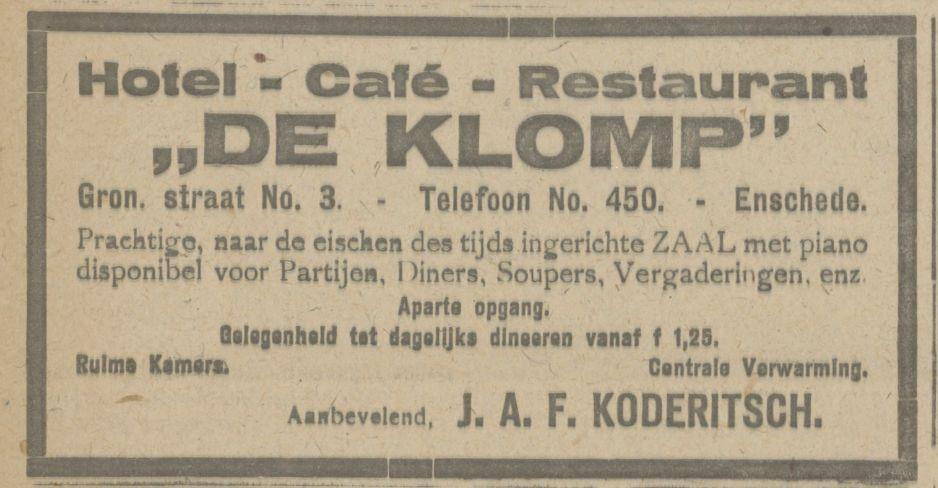 Hotel - Café - Restaurant
„DE KLOMP”
Gron. straat No. 3. - Telefoon No. 450. - Enschede.
Prachtige, naar de eischen des tijds ingerichte ZAAL met piano
disponibel voor Partijen, Diners, Soupers, Vergaderingen, enz.
Aparte opgang.
Gelegenheid tot dagelijks dineeren vanaf f 1,25.
Ruime Kamers. Centrale Verwarming.
Aanbevelend, J. A. F. KODERITSCH.